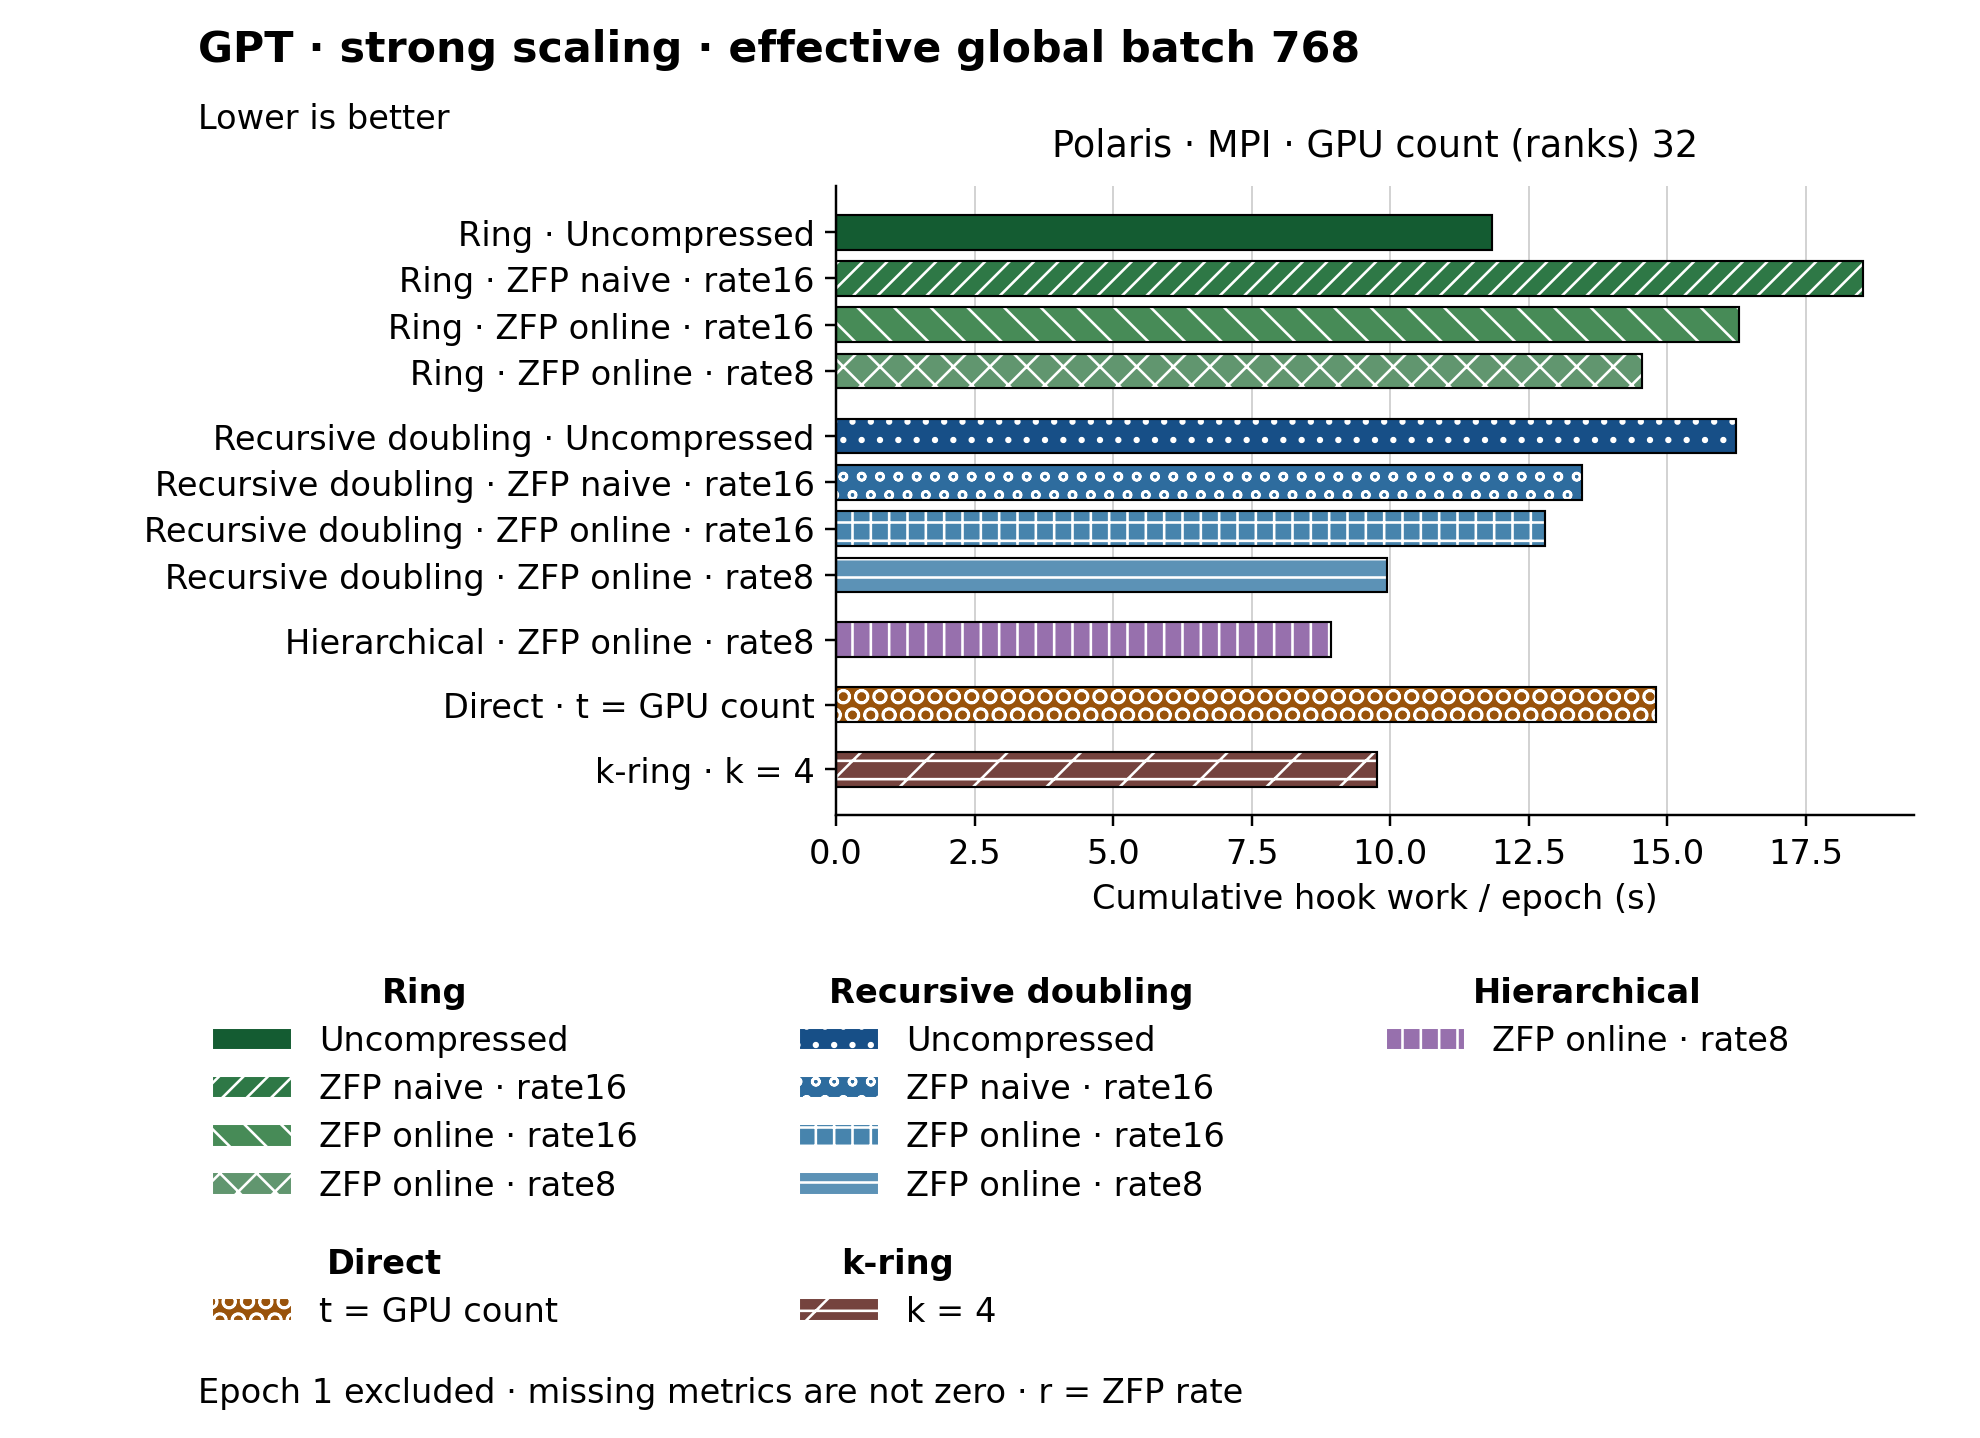 GPT · strong scaling · effective global batch 768
Lower is better
Polaris · MPI · GPU count (ranks) 32
Ring · Uncompressed
Ring · ZFP naive · rate16
Ring · ZFP online · rate16
Ring · ZFP online · rate8
Recursive doubling · Uncompressed
Recursive doubling · ZFP naive · rate16
Recursive doubling · ZFP online · rate16
Recursive doubling · ZFP online · rate8
Hierarchical · ZFP online · rate8
Direct · t = GPU count
k-ring · k = 4
0.0 2.5 5.0 7.5 10.0 12.5 15.0 17.5
Cumulative hook work / epoch (s)
Ring
Uncompressed
ZFP naive · rate16
ZFP online · rate16
ZFP online · rate8
Recursive doubling
Uncompressed
ZFP naive · rate16
ZFP online · rate16
ZFP online · rate8
Hierarchical
ZFP online · rate8
Direct
t = GPU count
k-ring
k = 4
Epoch 1 excluded · missing metrics are not zero · r = ZFP rate